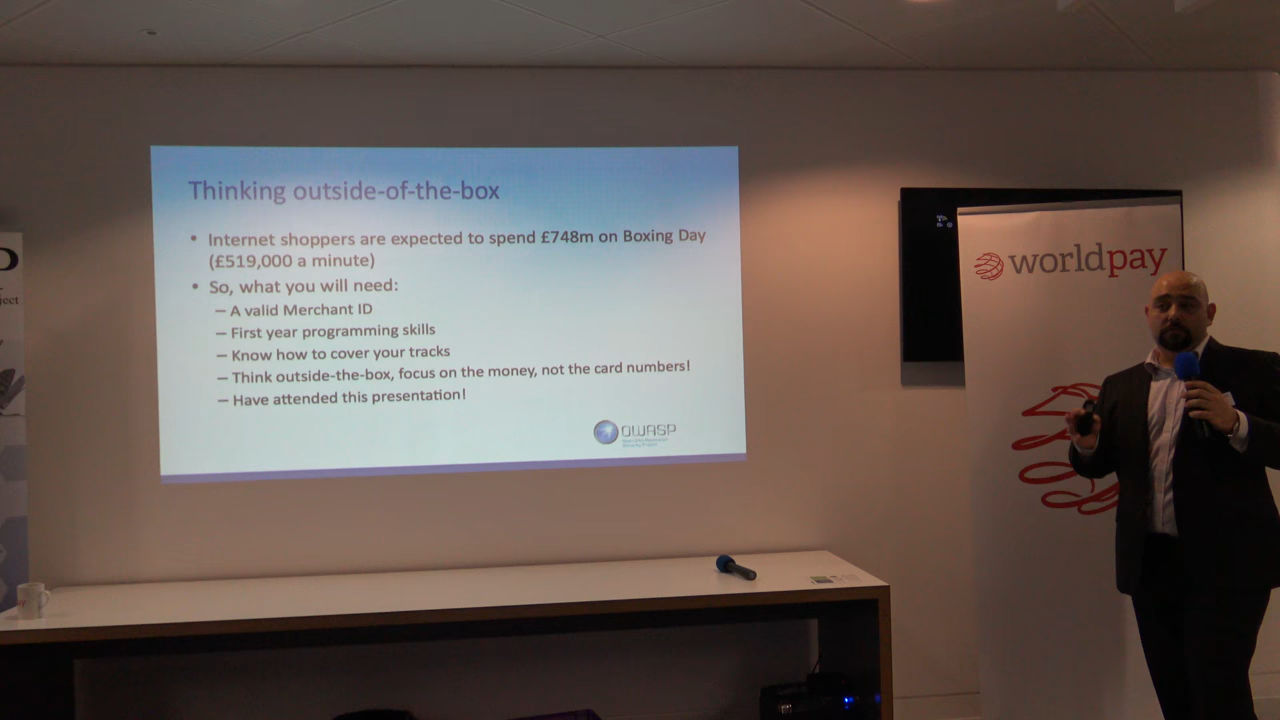 Thinking outside-of-the-box
• Internet shoppers are expected to spend £748m on Boxing Day
(£519,000 a minute)
• So, what you will need:
– A valid Merchant ID
– First year programming skills
– Know how to cover your tracks
– Think outside-the-box, focus on the money, not the card numbers!
– Have attended this presentation!
OWASP
worldpay
ject